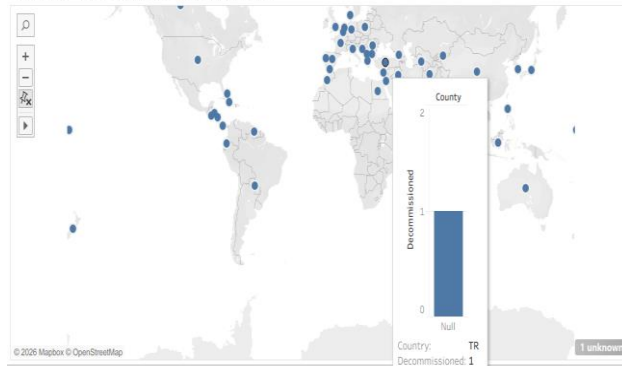 County
2
Decommissioned
1
0
Null
Country: TR
Decommissioned: 1
1 unknown
© 2026 Mapbox © OpenStreetMap